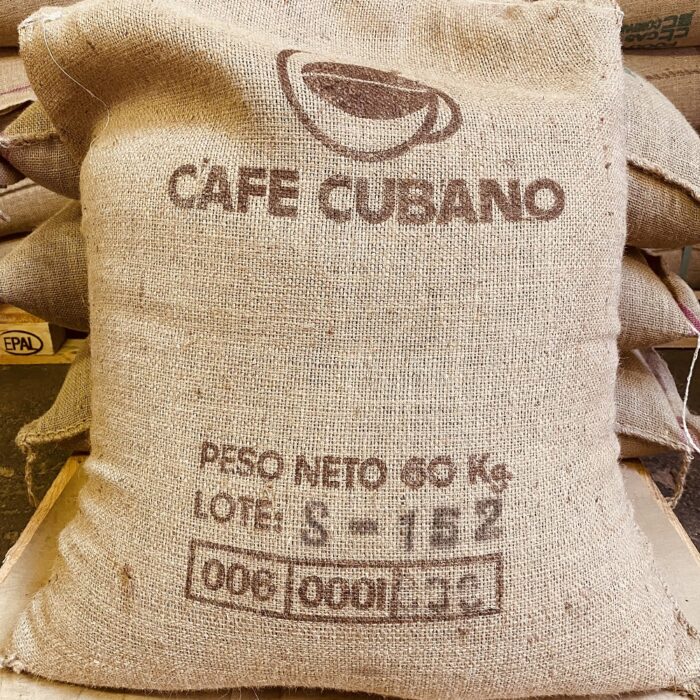 CAFE CUBANO
PESO NETO 60 Kg
LOTE: S-152
006 0001
EPAL